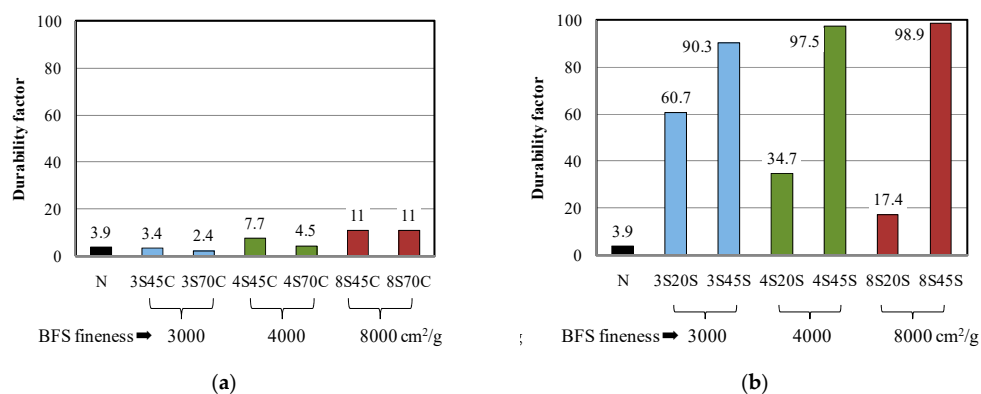 100
80
60
40
20
0
Durability factor
3.9
3.4
2.4
7.7
4.5
11
11
N
3S45C
3S70C
4S45C
4S70C
8S45C
8S70C
BFS fineness ➡ 3000 4000 8000 cm²/g
(a)
100
80
60
40
20
0
Durability factor
3.9
60.7
90.3
34.7
97.5
17.4
98.9
N
3S20S
3S45S
4S20S
4S45S
8S20S
8S45S
BFS fineness ➡ 3000 4000 8000 cm²/g
(b)